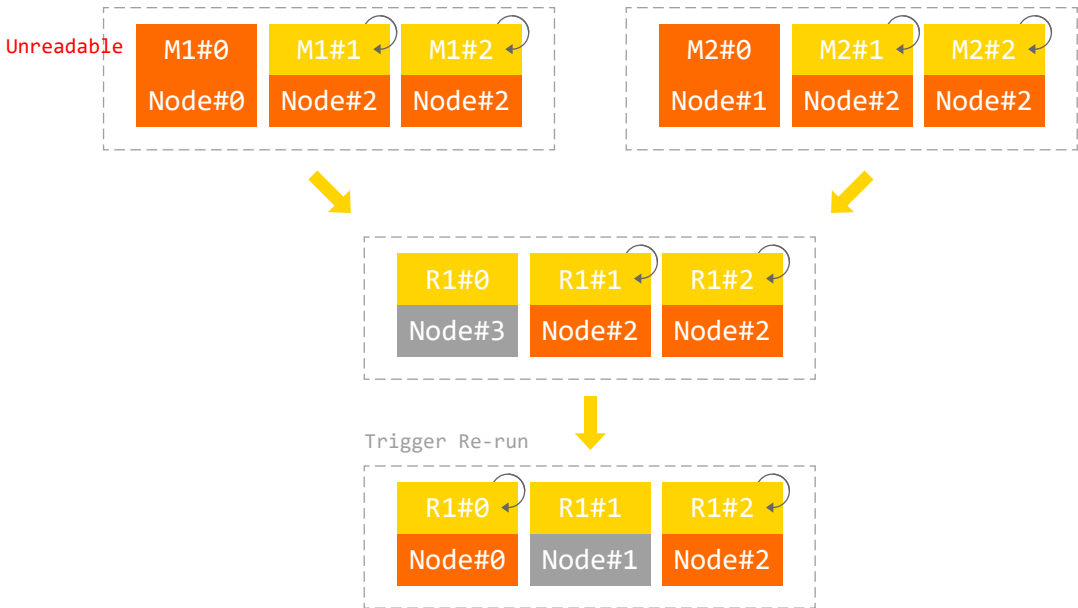 Unreadable
M1#0 M1#1 M1#2
Node#0 Node#2 Node#2
M2#0 M2#1 M2#2
Node#1 Node#2 Node#2
R1#0 R1#1 R1#2
Node#3 Node#2 Node#2
Trigger Re-run
R1#0 R1#1 R1#2
Node#0 Node#1 Node#2